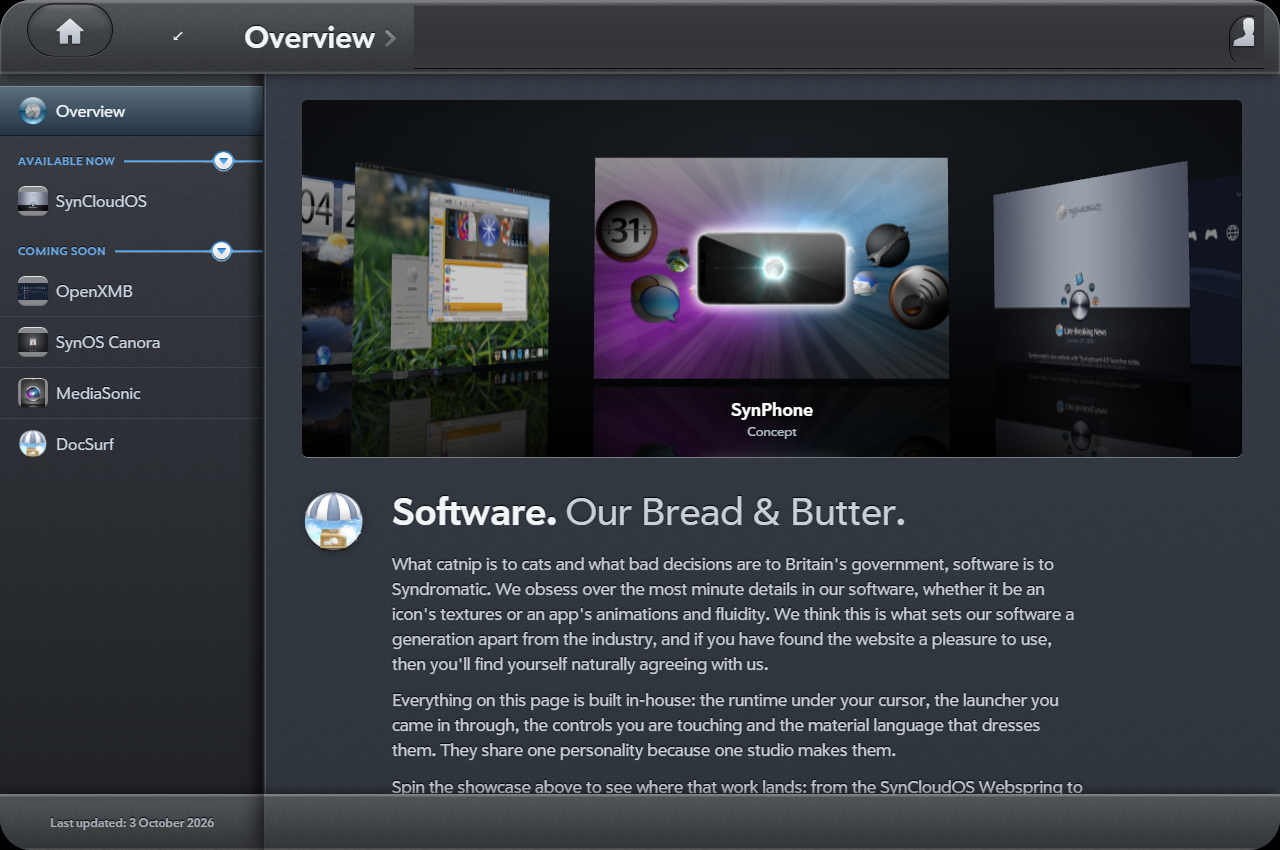 Overview
Overview
AVAILABLE NOW
SynCloudOS
COMING SOON
OpenXMB
SynOS Canora
MediaSonic
DocSurf
04
31
Late-Breaking News
SynPhone
Concept
Software. Our Bread & Butter.
What catnip is to cats and what bad decisions are to Britain's government, software is to
Syndromatic. We obsess over the most minute details in our software, whether it be an
icon's textures or an app's animations and fluidity. We think this is what sets our software a
generation apart from the industry, and if you have found the website a pleasure to use,
then you'll find yourself naturally agreeing with us.
Everything on this page is built in-house: the runtime under your cursor, the launcher you
came in through, the controls you are touching and the material language that dresses
them. They share one personality because one studio makes them.
Spin the showcase above to see where that work lands: from the SynCloudOS Webspring to
Last updated: 3 October 2026